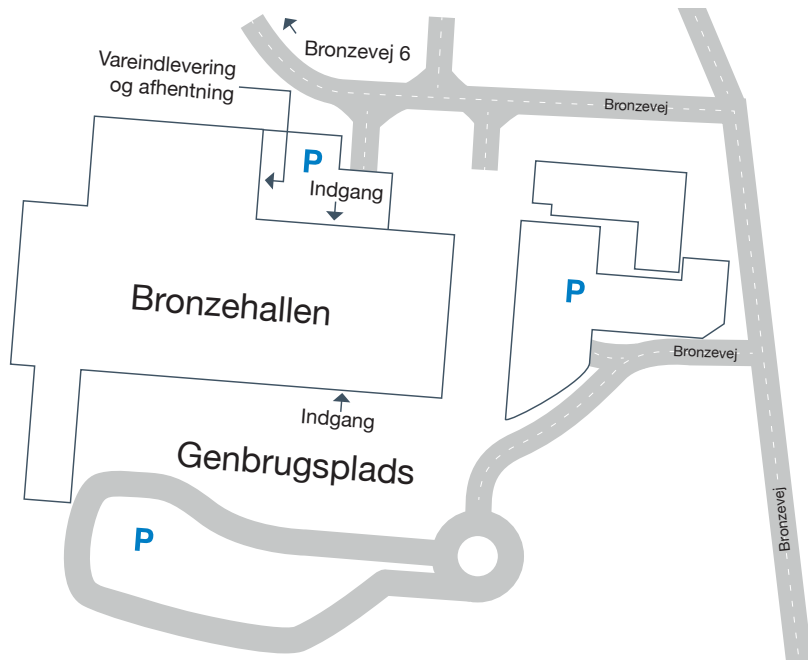 Bronzevej 6
Vareindlevering
og afhentning
Bronzevej
P
Indgang
P
Bronzehallen
Bronzevej
Indgang
Genbrugsplads
Bronzevej
P